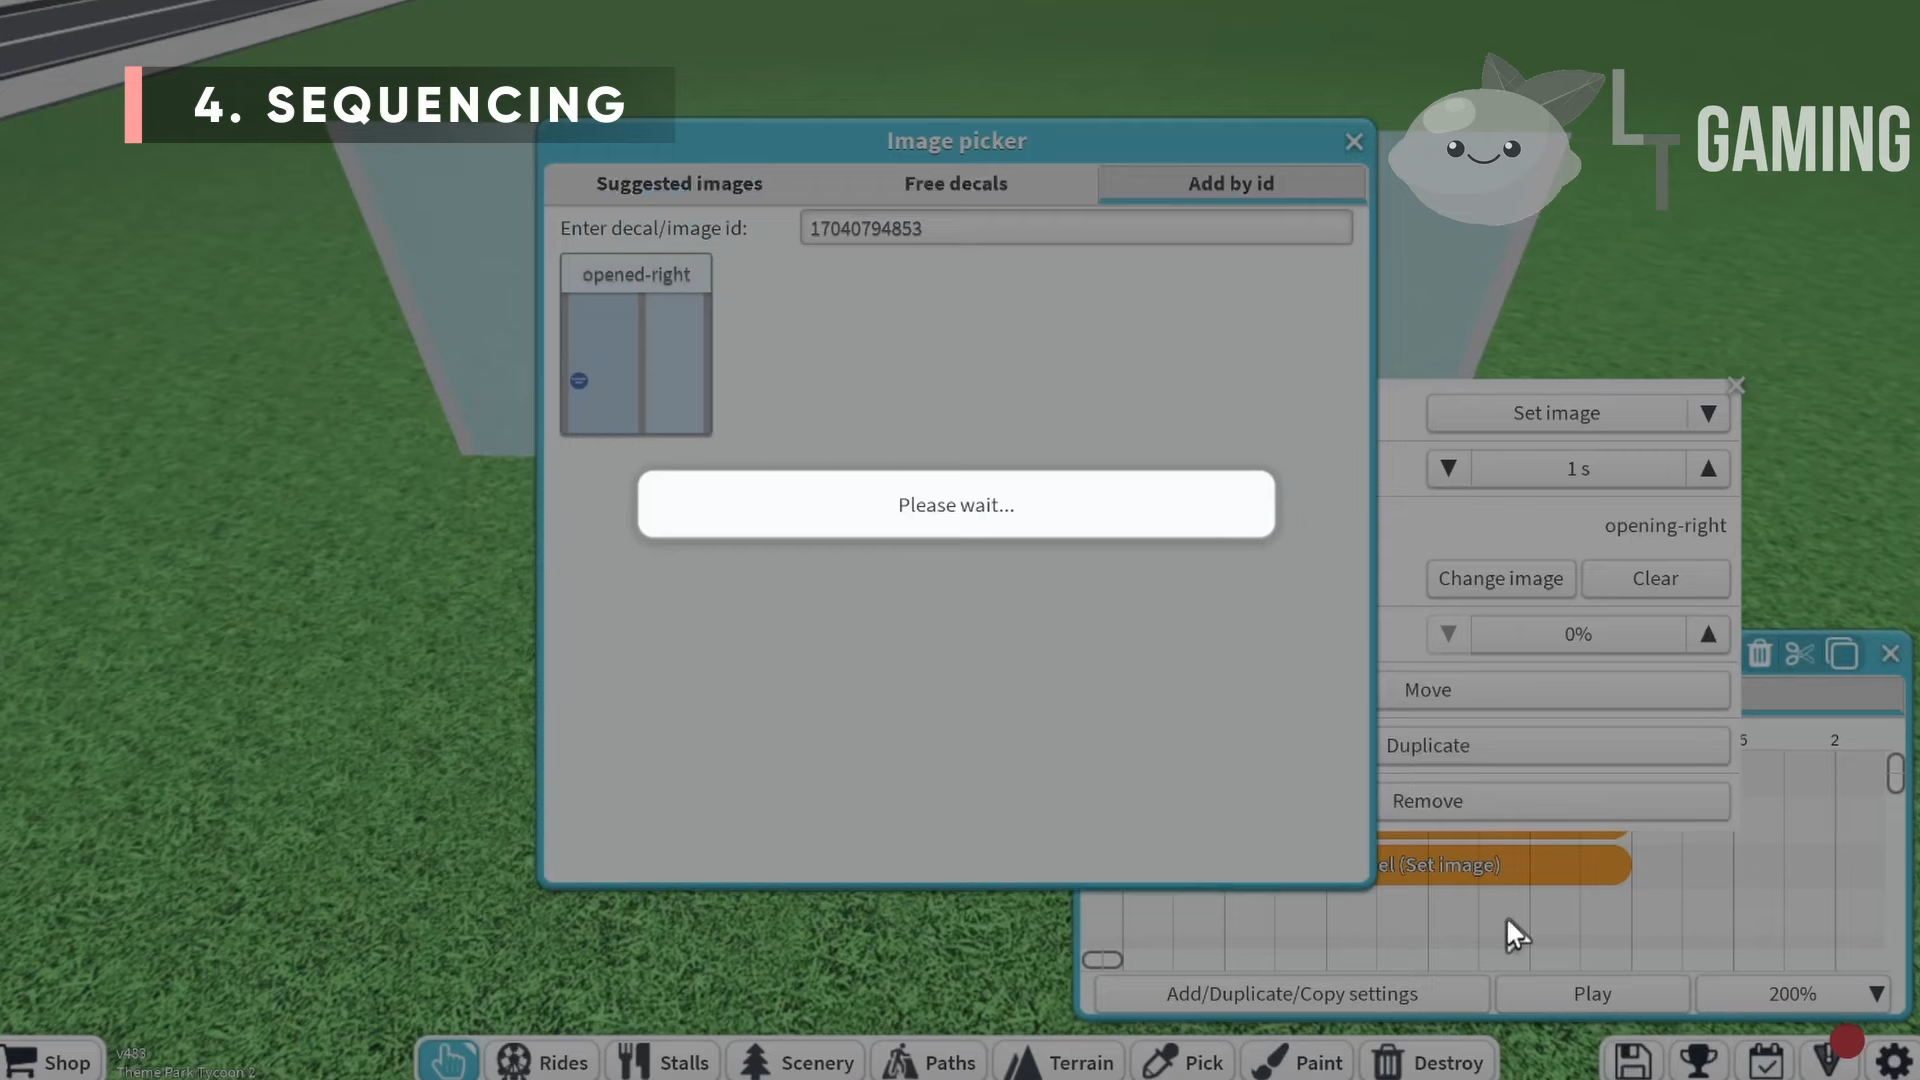 4. SEQUENCING
LT GAMING
Image picker
Suggested images
Free decals
Add by id
Enter decal/image id:
17040794853
opened-right
Please wait...
Set image
1 s
opening-right
Change image
Clear
0%
Move
Duplicate
Remove
5
2
el (Set image)
Add/Duplicate/Copy settings
Play
200%
Shop
v483
Theme Park Tycoon 2
Rides
Stalls
Scenery
Paths
Terrain
Pick
Paint
Destroy